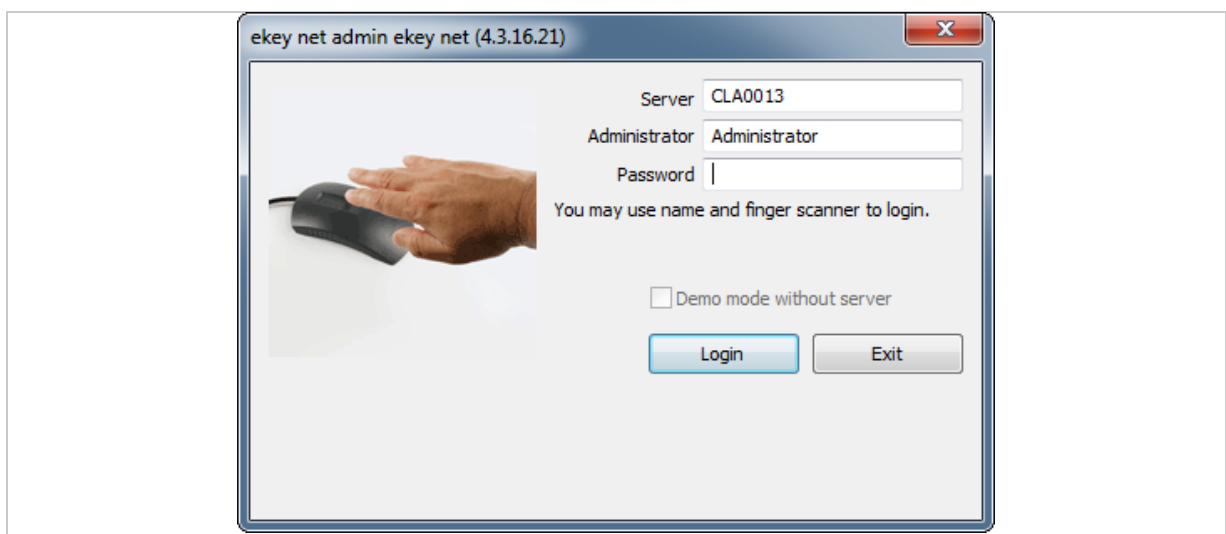 ekey net admin ekey net (4.3.16.21)
Server CLA0013
Administrator Administrator
Password
You may use name and finger scanner to login.
Demo mode without server
Login Exit